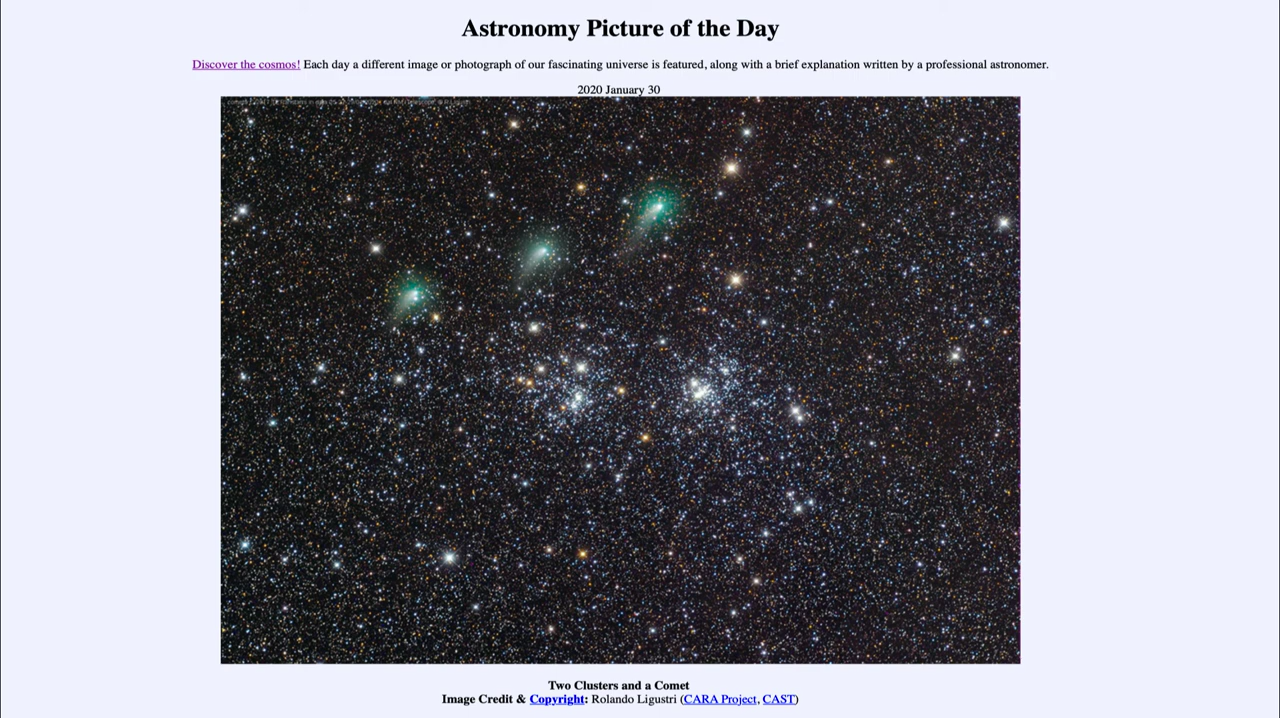 Astronomy Picture of the Day
Discover the cosmos! Each day a different image or photograph of our fascinating universe is featured, along with a brief explanation written by a professional astronomer.
2020 January 30
Two Clusters and a Comet
Image Credit & Copyright: Rolando Ligustri (CARA Project, CAST)